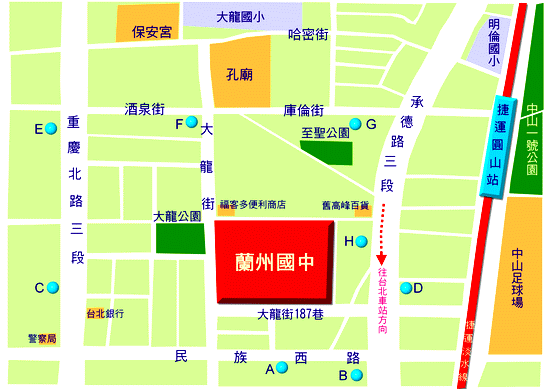 大龍國小
保安宮
哈密街
明倫國小
孔廟
酒泉街
庫倫街
承德路三段
捷運圓山站
中山一號公園
E
F
G
重慶北路三段
大龍街
至聖公園
福客多便利商店
舊高峰百貨
大龍公園
蘭州國中
H
往台北車站方向
中山足球場
C
D
台北銀行
大龍街187巷
警察局
民族西路
捷運淡水線
A
B